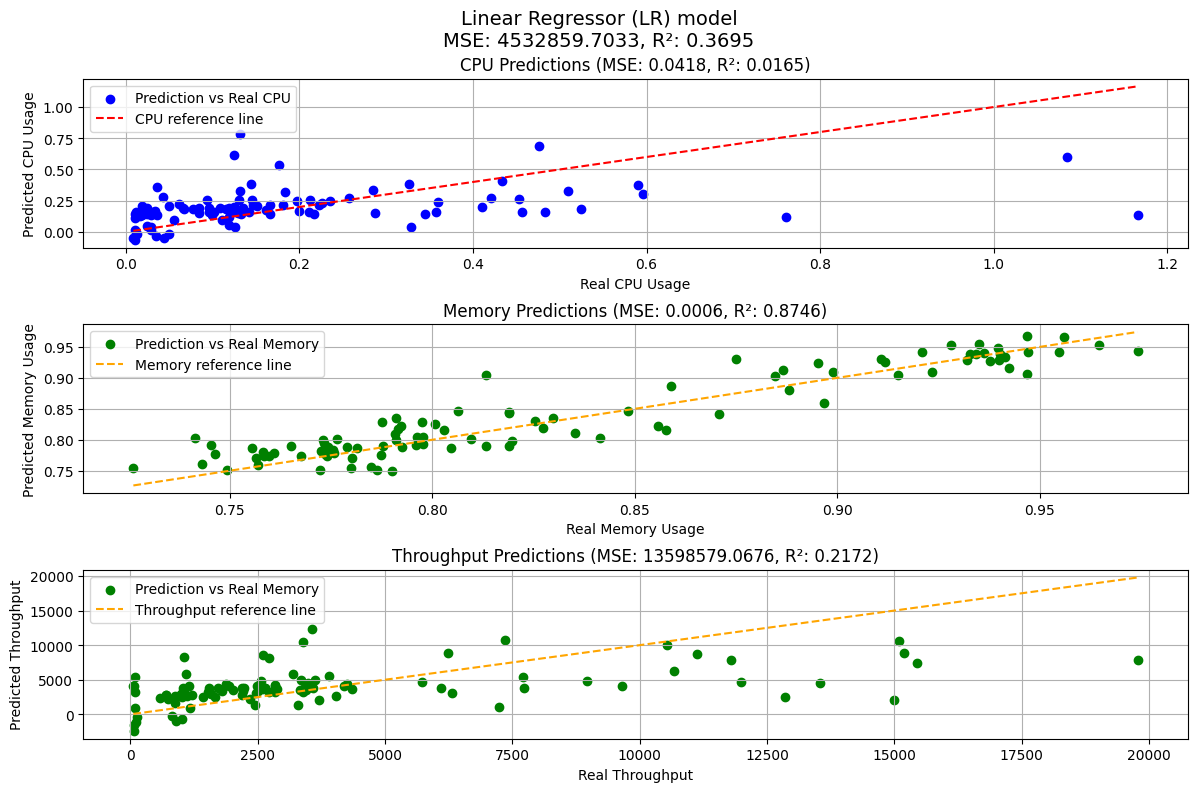 Linear Regressor (LR) model
MSE: 4532859.7033, R²: 0.3695
CPU Predictions (MSE: 0.0418, R²: 0.0165)
Prediction vs Real CPU
CPU reference line
Predicted CPU Usage
1.00
0.75
0.50
0.25
0.00
0.0 0.2 0.4 0.6 0.8 1.0 1.2
Real CPU Usage
Memory Predictions (MSE: 0.0006, R²: 0.8746)
Prediction vs Real Memory
Memory reference line
Predicted Memory Usage
0.95
0.90
0.85
0.80
0.75
0.75 0.80 0.85 0.90 0.95
Real Memory Usage
Throughput Predictions (MSE: 13598579.0676, R²: 0.2172)
Prediction vs Real Memory
Throughput reference line
Predicted Throughput
20000
15000
10000
5000
0
0 2500 5000 7500 10000 12500 15000 17500 20000
Real Throughput